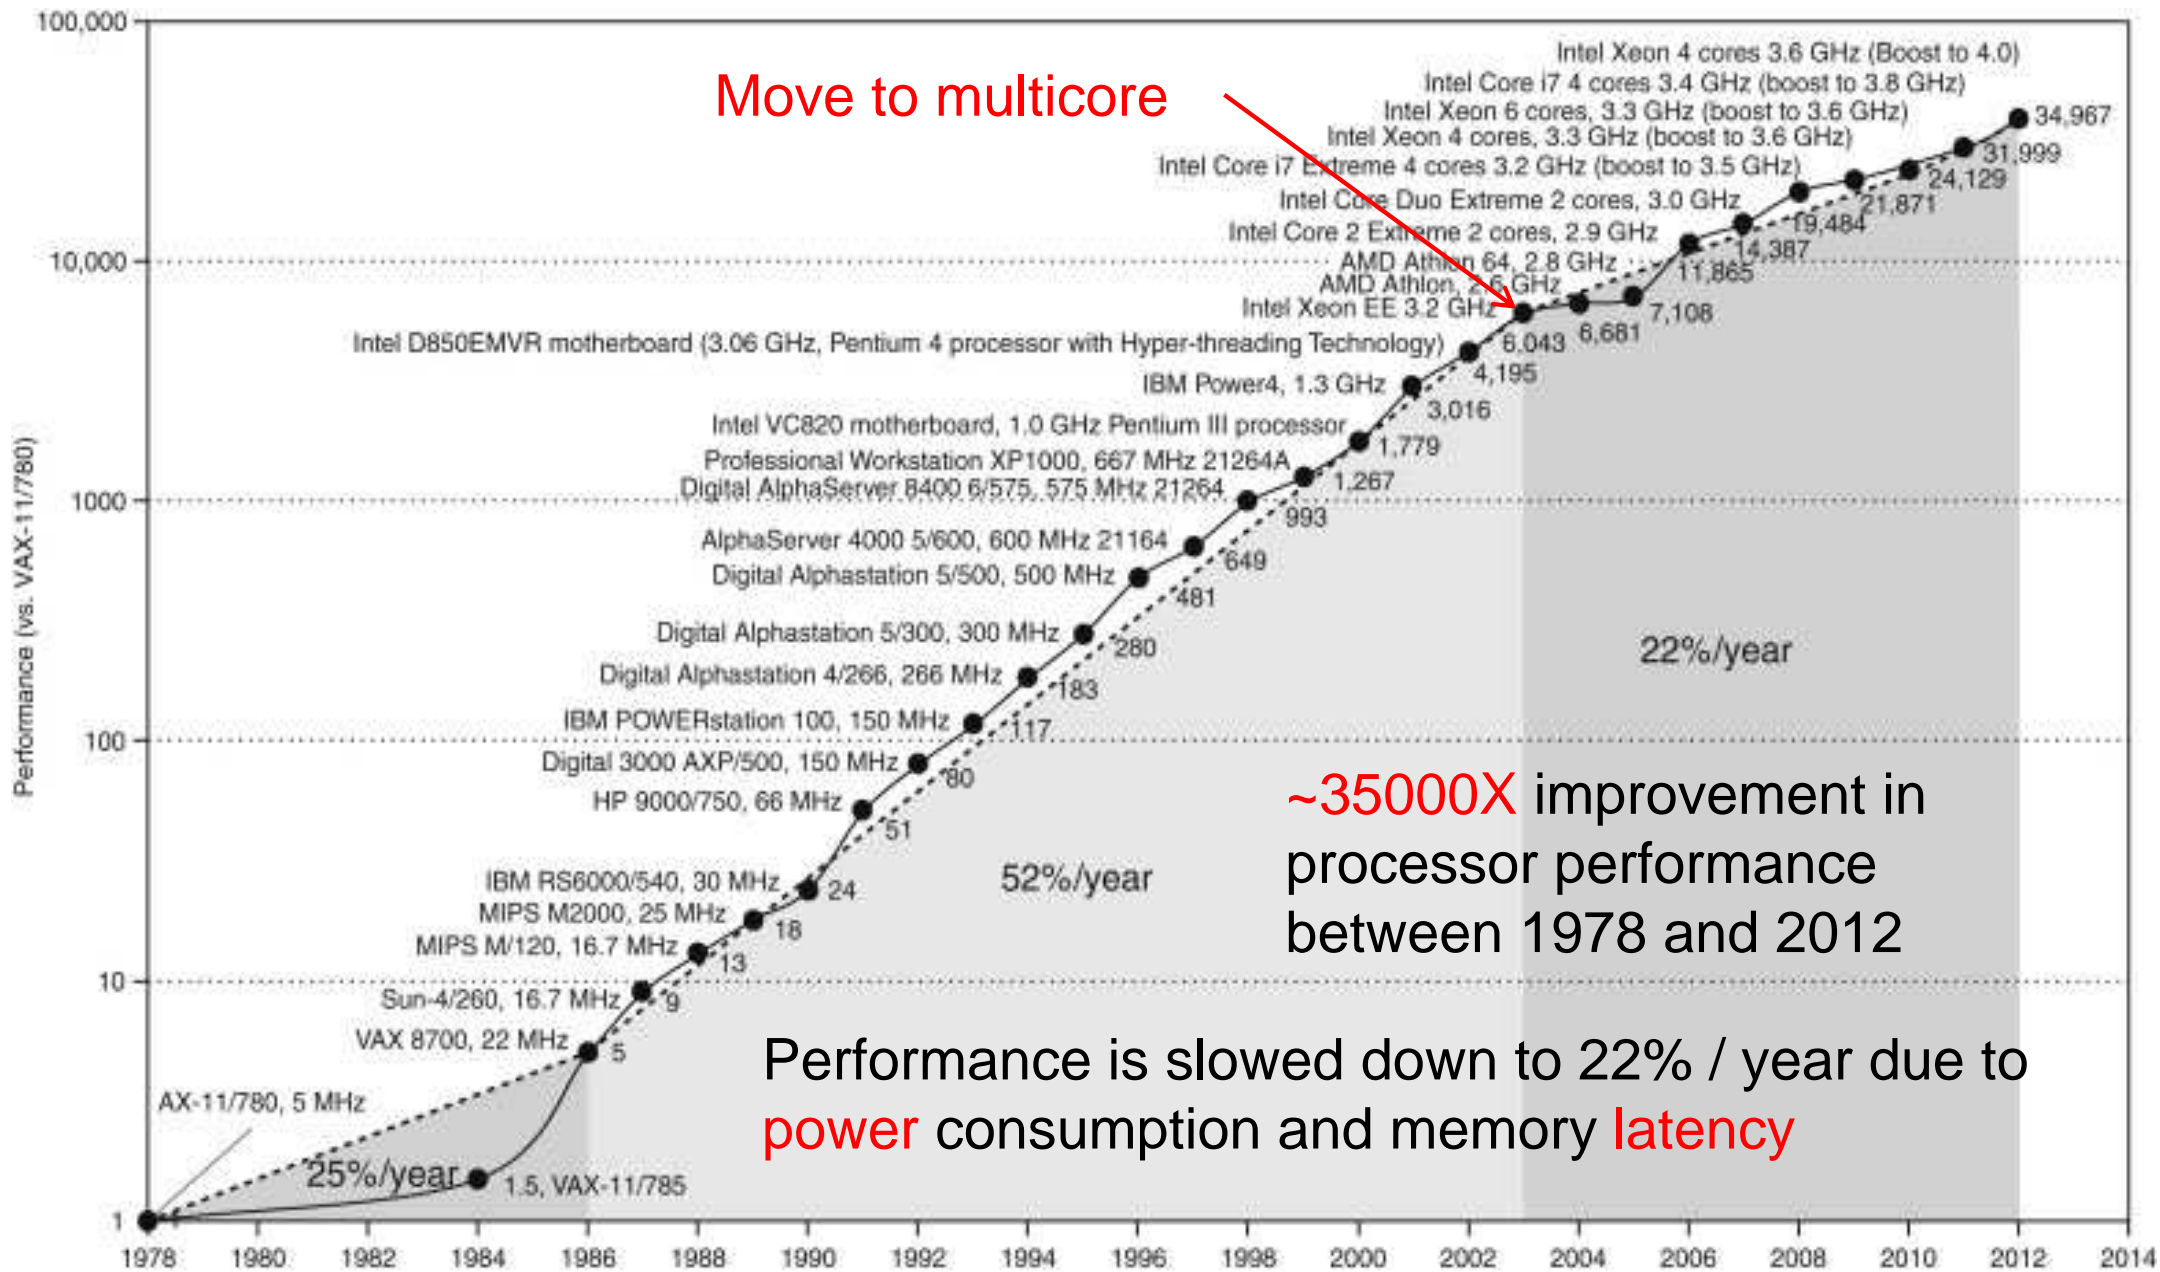 100,000
Intel Xeon 4 cores 3.6 GHz (Boost to 4.0)
Move to multicore
Intel Core i7 4 cores 3.4 GHz (boost to 3.8 GHz)
Intel Xeon 6 cores, 3.3 GHz (boost to 3.6 GHz)
34,967
Intel Xeon 4 cores, 3.3 GHz (boost to 3.6 GHz)
31,999
Intel Core i7 Extreme 4 cores 3.2 GHz (boost to 3.5 GHz)
24,129
Intel Core Duo Extreme 2 cores, 3.0 GHz
21,871
19,484
Intel Core 2 Extreme 2 cores, 2.9 GHz
14,387
10,000
AMD Athlon 64, 2.8 GHz
11,865
AMD Athlon, 2.6 GHz
Intel Xeon EE 3.2 GHz
7,108
6,681
6,043
Intel D850EMVR motherboard (3.06 GHz, Pentium 4 processor with Hyper-threading Technology)
4,195
IBM Power4, 1.3 GHz
3,016
Intel VC820 motherboard, 1.0 GHz Pentium III processor
1,779
Professional Workstation XP1000, 667 MHz 21264A
1,267
Digital AlphaServer 8400 6/575, 575 MHz 21264
1000
993
AlphaServer 4000 5/600, 600 MHz 21164
649
Digital Alphastation 5/500, 500 MHz
481
Performance (vs. VAX-11/780)
Digital Alphastation 5/300, 300 MHz
280
22%/year
Digital Alphastation 4/266, 266 MHz
183
IBM POWERstation 100, 150 MHz
117
100
Digital 3000 AXP/500, 150 MHz
80
HP 9000/750, 66 MHz
51
~35000X improvement in
processor performance
between 1978 and 2012
52%/year
IBM RS6000/540, 30 MHz
24
MIPS M2000, 25 MHz
18
MIPS M/120, 16.7 MHz
13
10
Sun-4/260, 16.7 MHz
9
VAX 8700, 22 MHz
5
Performance is slowed down to 22% / year due to
power consumption and memory latency
AX-11/780, 5 MHz
25%/year
1.5, VAX-11/785
1
1978 1980 1982 1984 1986 1988 1990 1992 1994 1996 1998 2000 2002 2004 2006 2008 2010 2012 2014